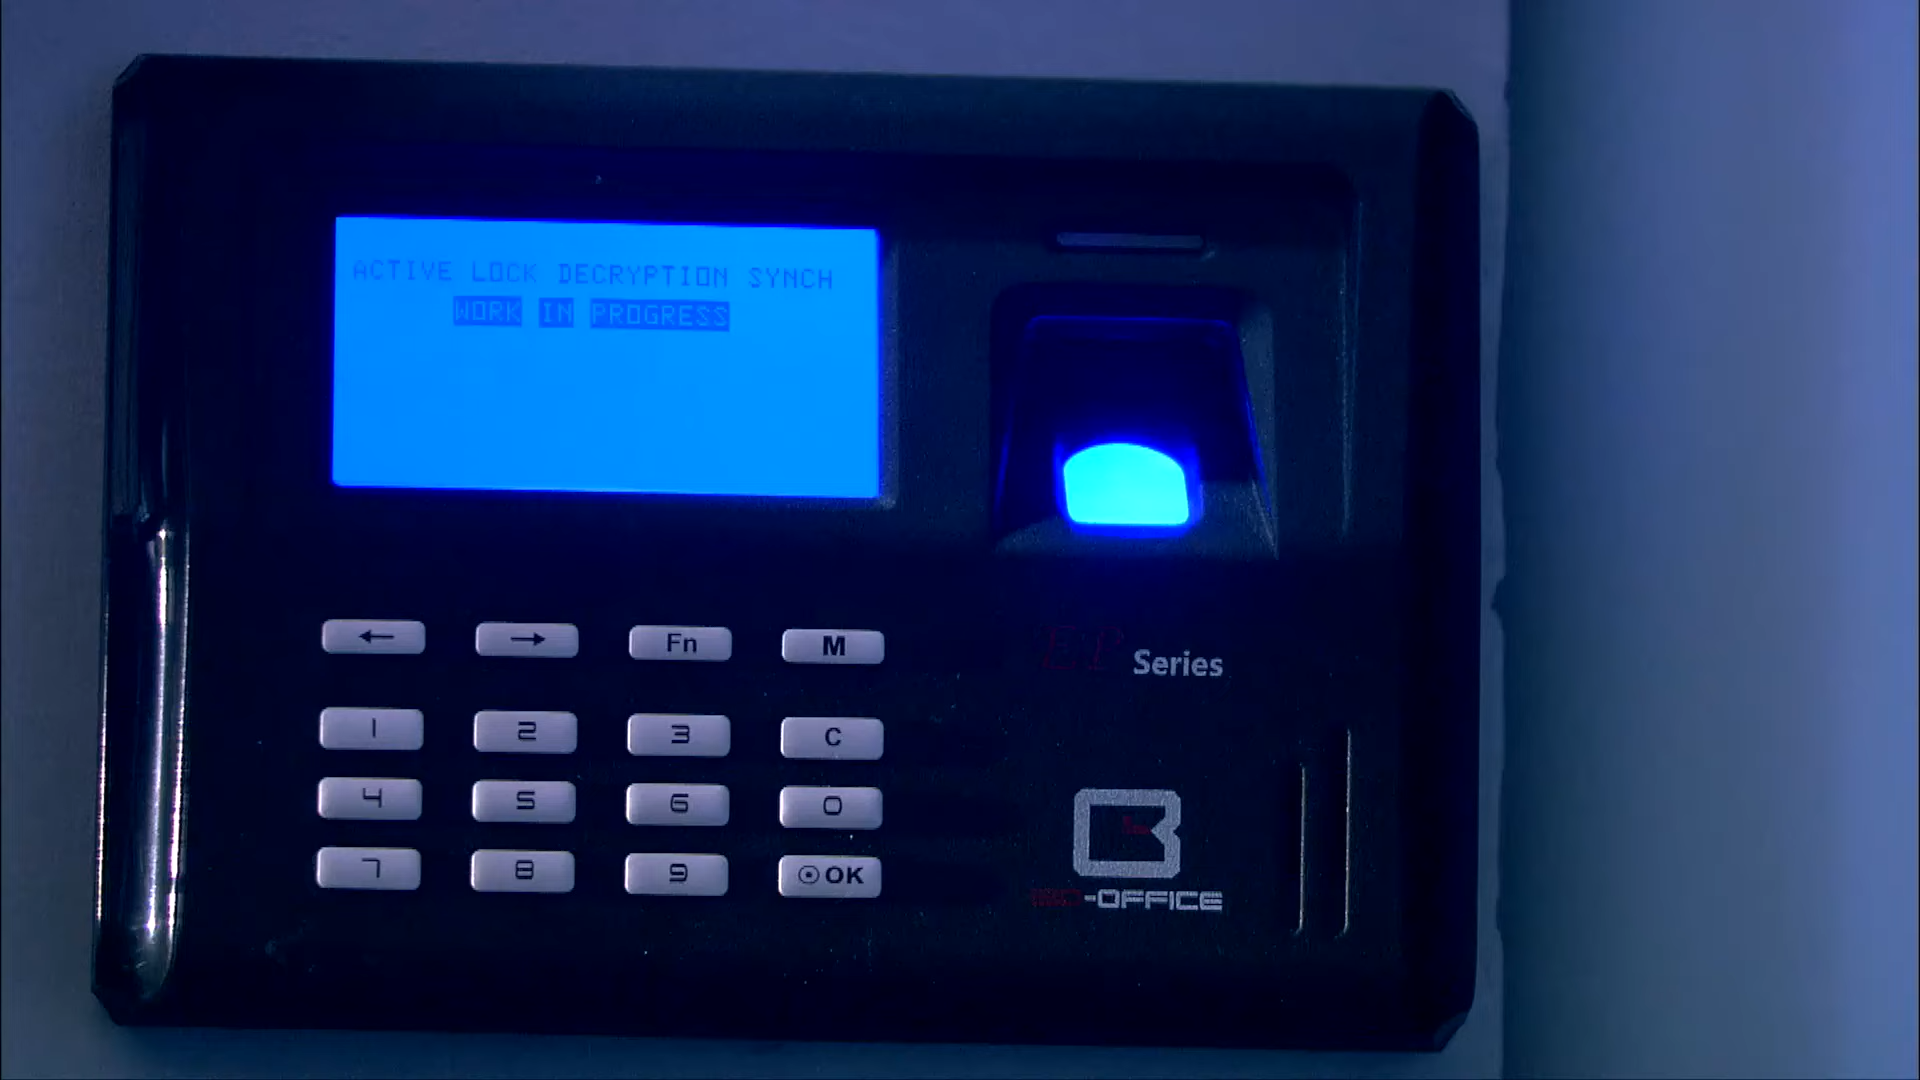 ACTIVE LOCK DECRYPTION SYNCH
WORK IN PROGRESS
← → Fn M
EP Series
1 2 3 C
4 5 6 0
7 8 9 OK
-OFFICE